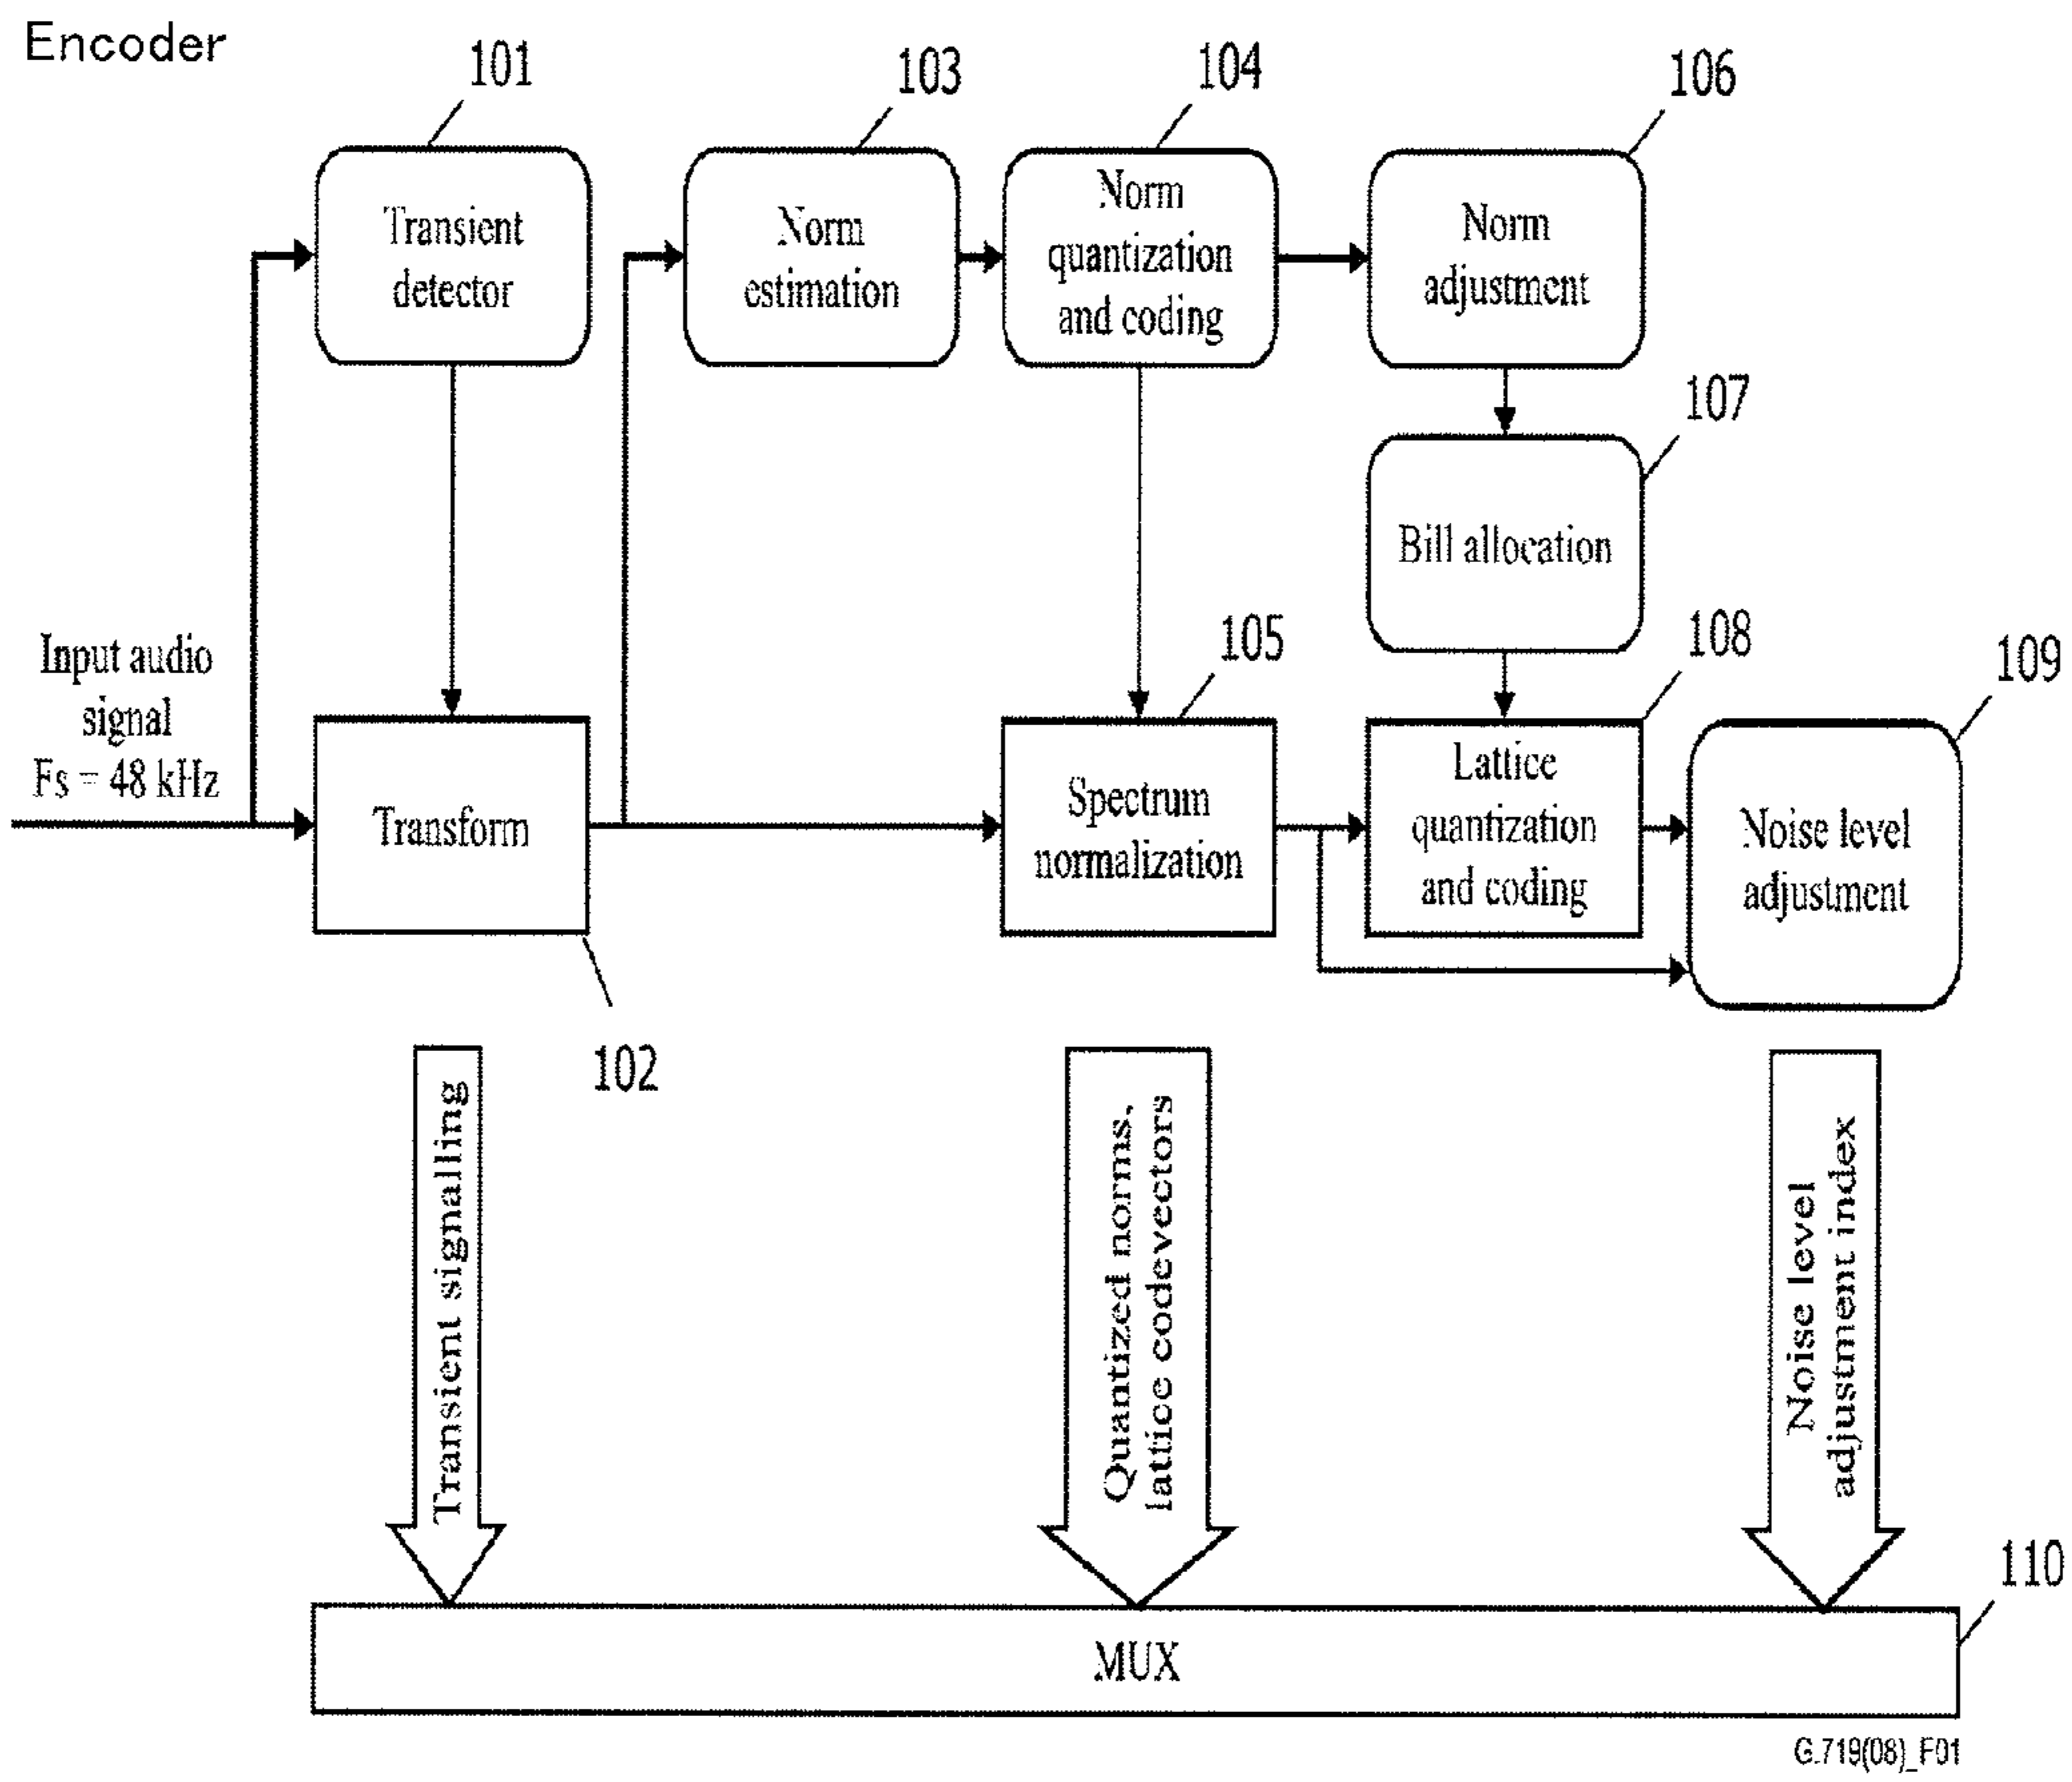 Encoder
101
103
104
106
Transient
detector
Norm
estimation
Norm
quantization
and coding
Norm
adjustment
107
Bill allocation
105
108
109
Input audio
signal
Fs = 48 kHz
Transform
Spectrum
normalization
Lattice
quantization
and coding
Noise level
adjustment
102
Transient signalling
Quantized norms,
lattice codevectors
Noise level
adjustment index
110
MUX
G.719(08)_F01